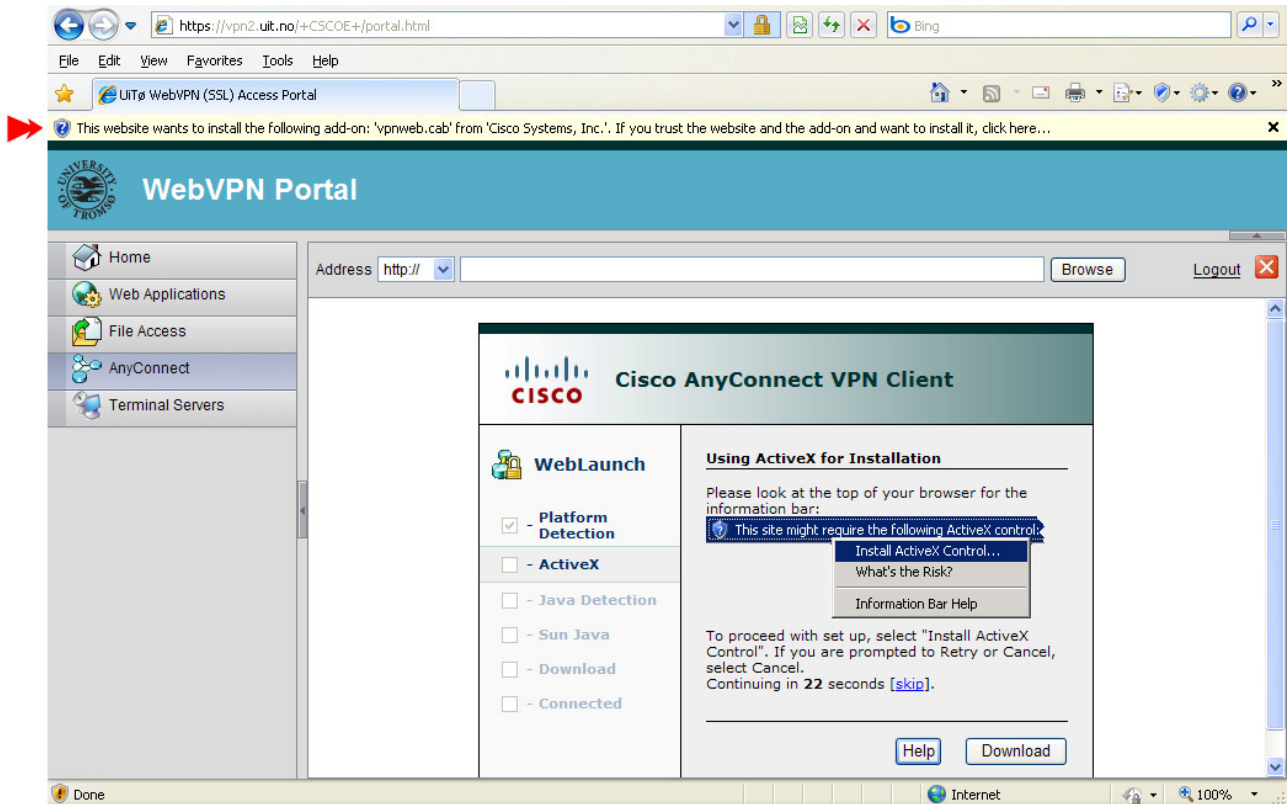 https://vpn2.uit.no/+CSCOE+/portal.html
Bing
File Edit View Favorites Tools Help
UiTø WebVPN (SSL) Access Portal
This website wants to install the following add-on: 'vpnweb.cab' from 'Cisco Systems, Inc.'. If you trust the website and the add-on and want to install it, click here...
UNIVERSITY OF TROMSØ
WebVPN Portal
Home
Web Applications
File Access
AnyConnect
Terminal Servers
Address http:// Browse Logout
CISCO
Cisco AnyConnect VPN Client
WebLaunch
- Platform
Detection
- ActiveX
- Java Detection
- Sun Java
- Download
- Connected
Using ActiveX for Installation
Please look at the top of your browser for the
information bar:
This site might require the following ActiveX control:
Install ActiveX Control...
What's the Risk?
Information Bar Help
To proceed with set up, select "Install ActiveX
Control". If you are prompted to Retry or Cancel,
select Cancel.
Continuing in 22 seconds [skip].
Help Download
Done Internet 100%